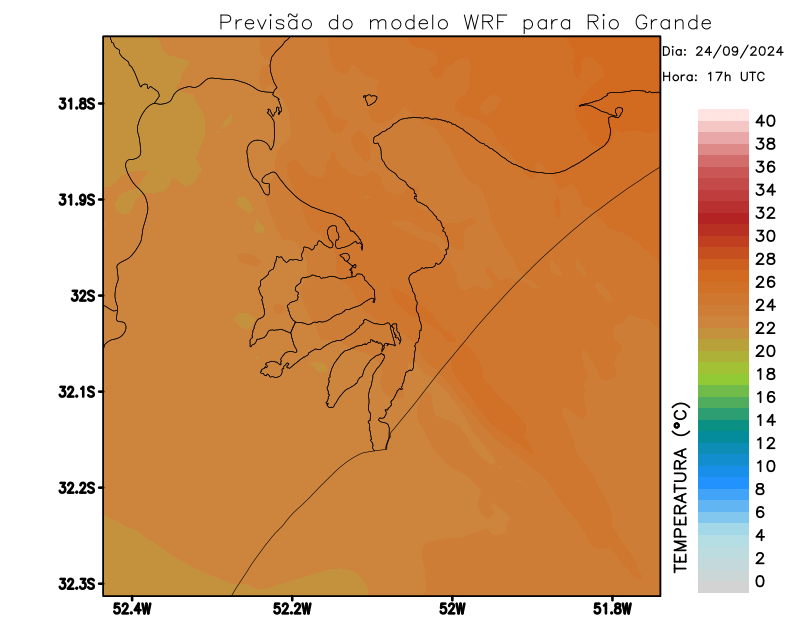 Previsão do modelo WRF para Rio Grande
Dia: 24/09/2024
Hora: 17h UTC
31.8S
31.9S
32S
32.1S
32.2S
32.3S
52.4W
52.2W
52W
51.8W
TEMPERATURA (°C)
40
38
36
34
32
30
28
26
24
22
20
18
16
14
12
10
8
6
4
2
0